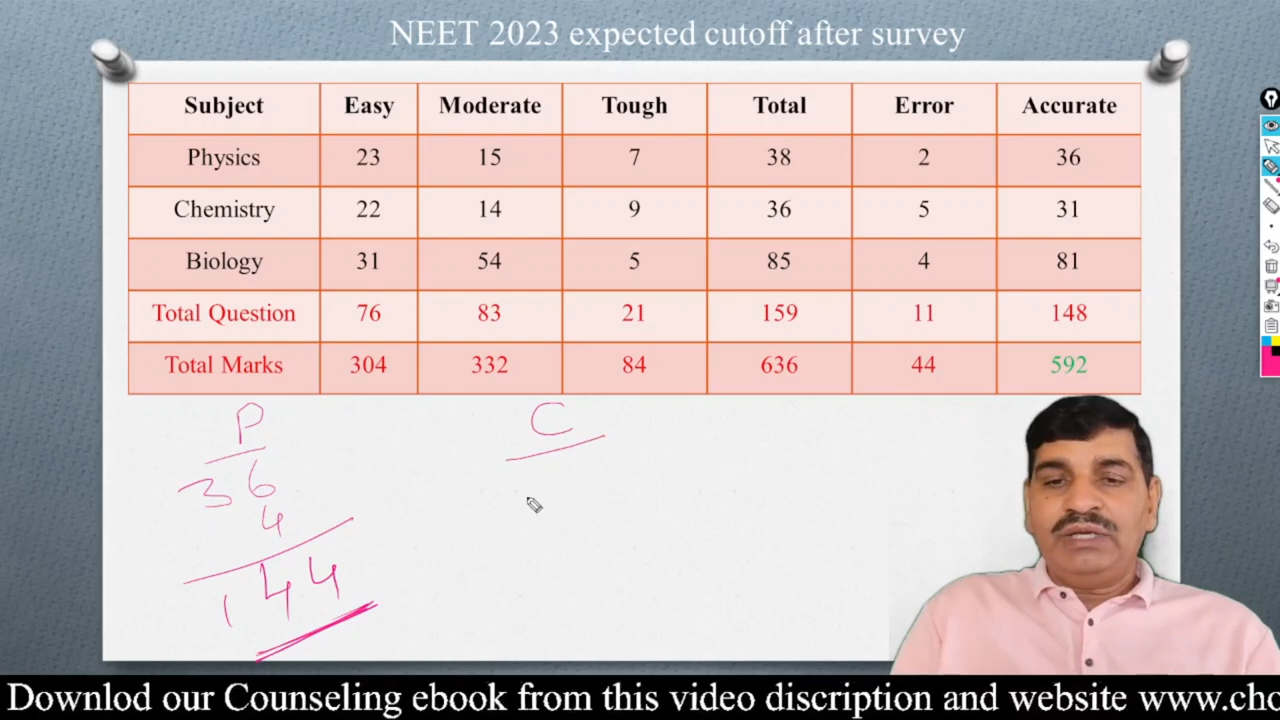 NEET 2023 expected cutoff after survey
Subject Easy Moderate Tough Total Error Accurate
Physics 23 15 7 38 2 36
Chemistry 22 14 9 36 5 31
Biology 31 54 5 85 4 81
Total Question 76 83 21 159 11 148
Total Marks 304 332 84 636 44 592
P C
36
4
144
Downlod our Counseling ebook from this video discription and website www.cho